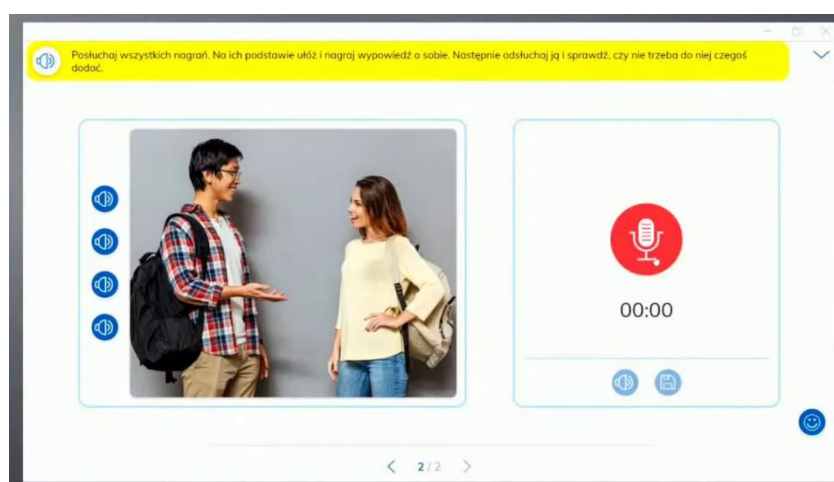 Posłuchaj wszystkich nagrań. Na ich podstawie ułóż i nagraj wypowiedź o sobie. Następnie odsłuchaj ją i sprawdź, czy nie trzeba do niej czegoś
dodać.
00:00
2/2